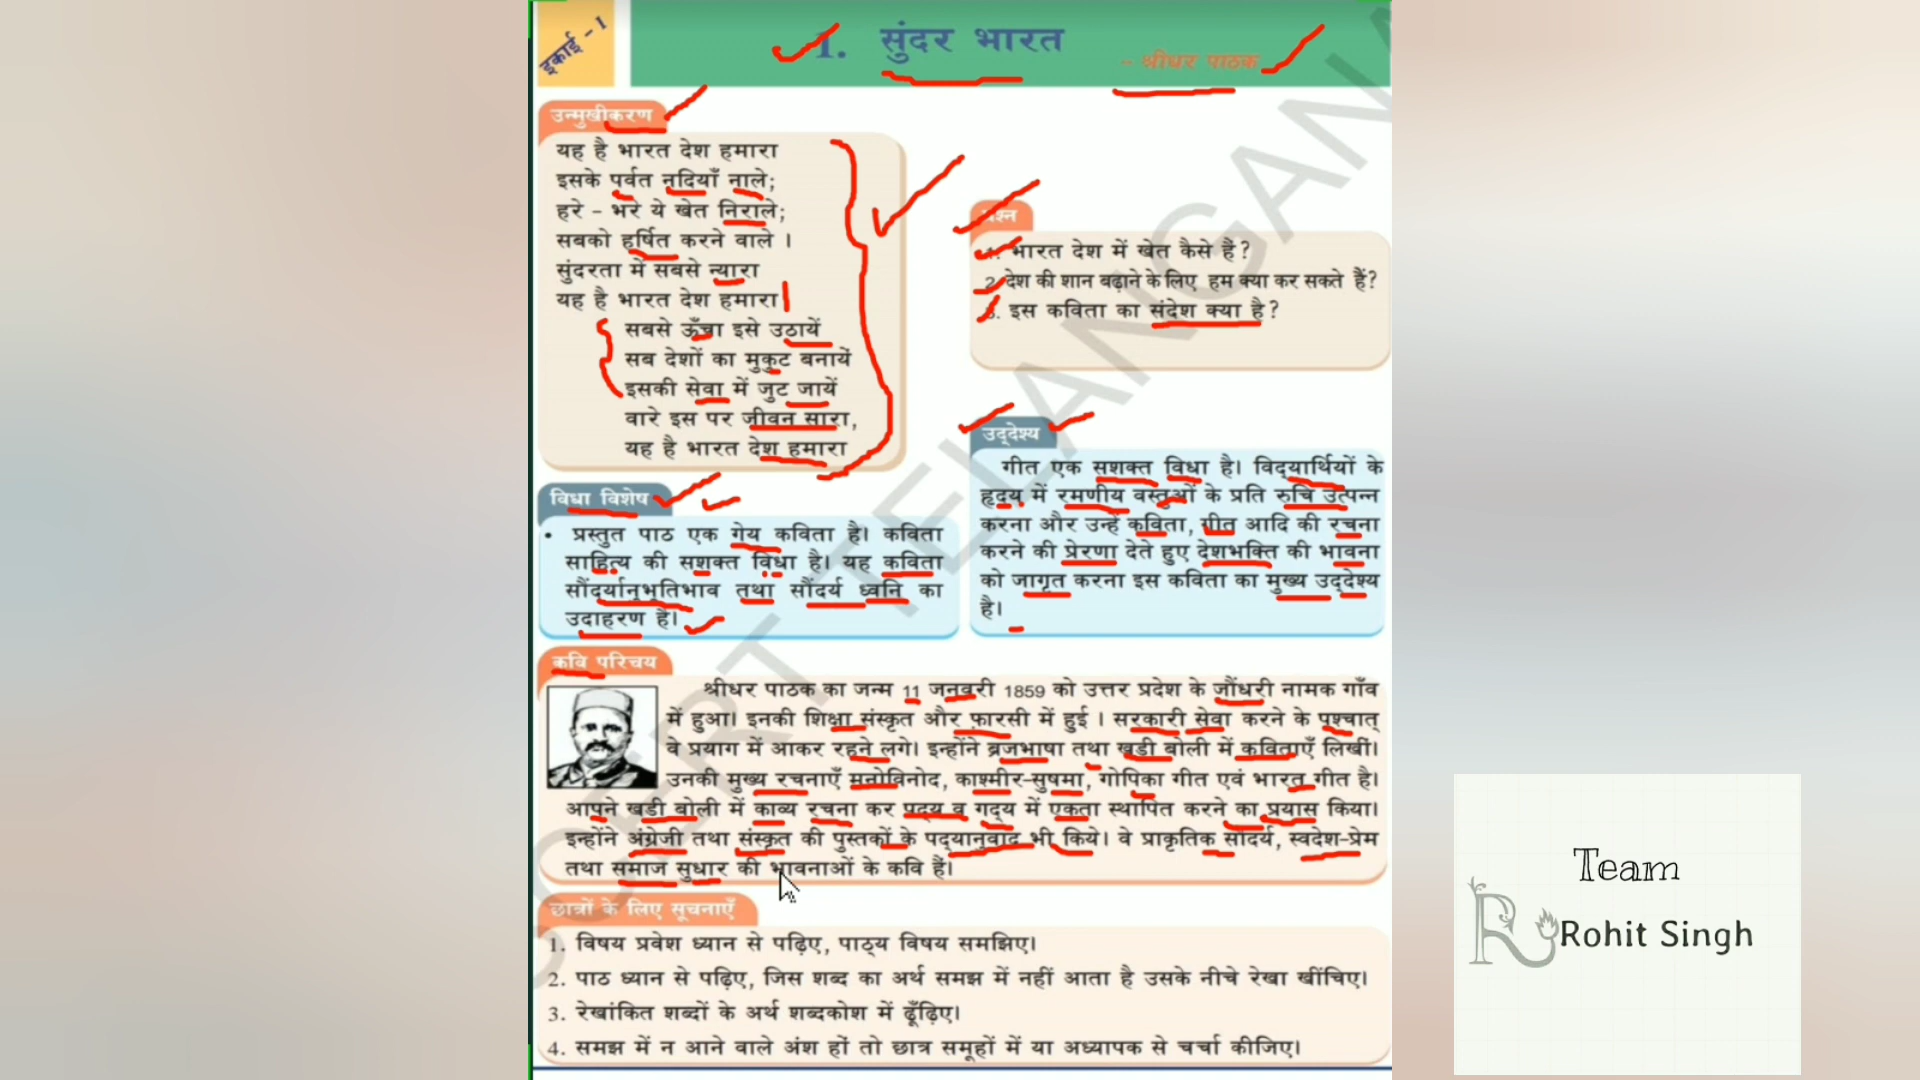 इकाई - I
1. सुंदर भारत
- श्रीधर पाठक
उन्मुखीकरण
यह है भारत देश हमारा
इसके पर्वत नदियाँ नाले;
हरे - भरे ये खेत निराले;
सबको हर्षित करने वाले ।
सुंदरता में सबसे न्यारा
यह है भारत देश हमारा
सबसे ऊँचा इसे उठायें
सब देशों का मुकुट बनायें
इसकी सेवा में जुट जायें
वारे इस पर जीवन सारा,
यह है भारत देश हमारा
प्रश्न
1. भारत देश में खेत कैसे हैं?
2. देश की शान बढ़ाने के लिए हम क्या कर सकते हैं?
3. इस कविता का संदेश क्या है?
विधा विशेष
• प्रस्तुत पाठ एक गेय कविता है। कविता
साहित्य की सशक्त विधा है। यह कविता
सौंदर्यानुभूतिभाव तथा सौंदर्य ध्वनि का
उदाहरण है।
उद्देश्य
गीत एक सशक्त विधा है। विद्यार्थियों के
हृदय में रमणीय वस्तुओं के प्रति रुचि उत्पन्न
करना और उन्हें कविता, गीत आदि की रचना
करने की प्रेरणा देते हुए देशभक्ति की भावना
को जागृत करना इस कविता का मुख्य उद्देश्य
है।
कवि परिचय
श्रीधर पाठक का जन्म 11 जनवरी 1859 को उत्तर प्रदेश के जौंधरी नामक गाँव
में हुआ। इनकी शिक्षा संस्कृत और फ़ारसी में हुई । सरकारी सेवा करने के पश्चात्
वे प्रयाग में आकर रहने लगे। इन्होंने ब्रजभाषा तथा खड़ी बोली में कविताएँ लिखीं।
उनकी मुख्य रचनाएँ मनोविनोद, काश्मीर-सुषमा, गोपिका गीत एवं भारत गीत है।
आपने खड़ी बोली में काव्य रचना कर पद्य व गद्य में एकता स्थापित करने का प्रयास किया।
इन्होंने अंग्रेजी तथा संस्कृत की पुस्तकों के पद्यानुवाद भी किये। वे प्राकृतिक सौंदर्य, स्वदेश-प्रेम
तथा समाज सुधार की भावनाओं के कवि हैं।
छात्रों के लिए सूचनाएँ
1. विषय प्रवेश ध्यान से पढ़िए, पाठ्य विषय समझिए।
2. पाठ ध्यान से पढ़िए, जिस शब्द का अर्थ समझ में नहीं आता है उसके नीचे रेखा खींचिए।
3. रेखांकित शब्दों के अर्थ शब्दकोश में ढूँढ़िए।
4. समझ में न आने वाले अंश हों तो छात्र समूहों में या अध्यापक से चर्चा कीजिए।
Team
R Rohit Singh